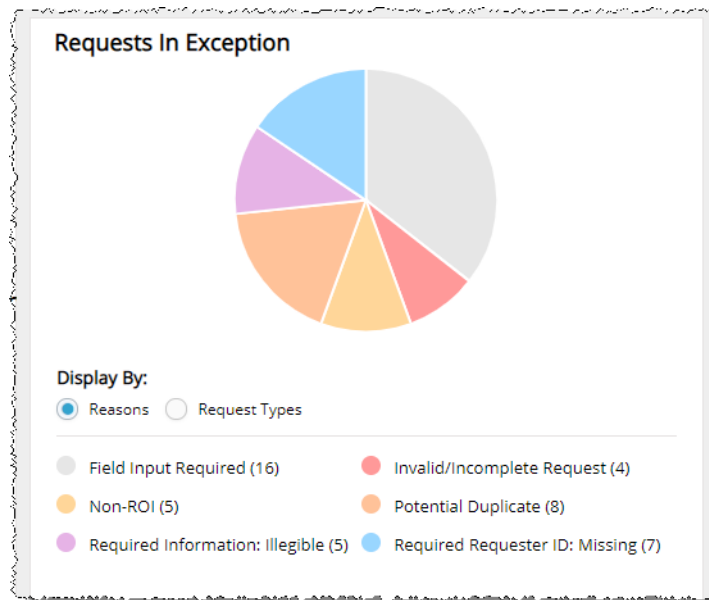 Requests In Exception
Display By:
Reasons Request Types
Field Input Required (16) Invalid/Incomplete Request (4)
Non-ROI (5) Potential Duplicate (8)
Required Information: Illegible (5) Required Requester ID: Missing (7)